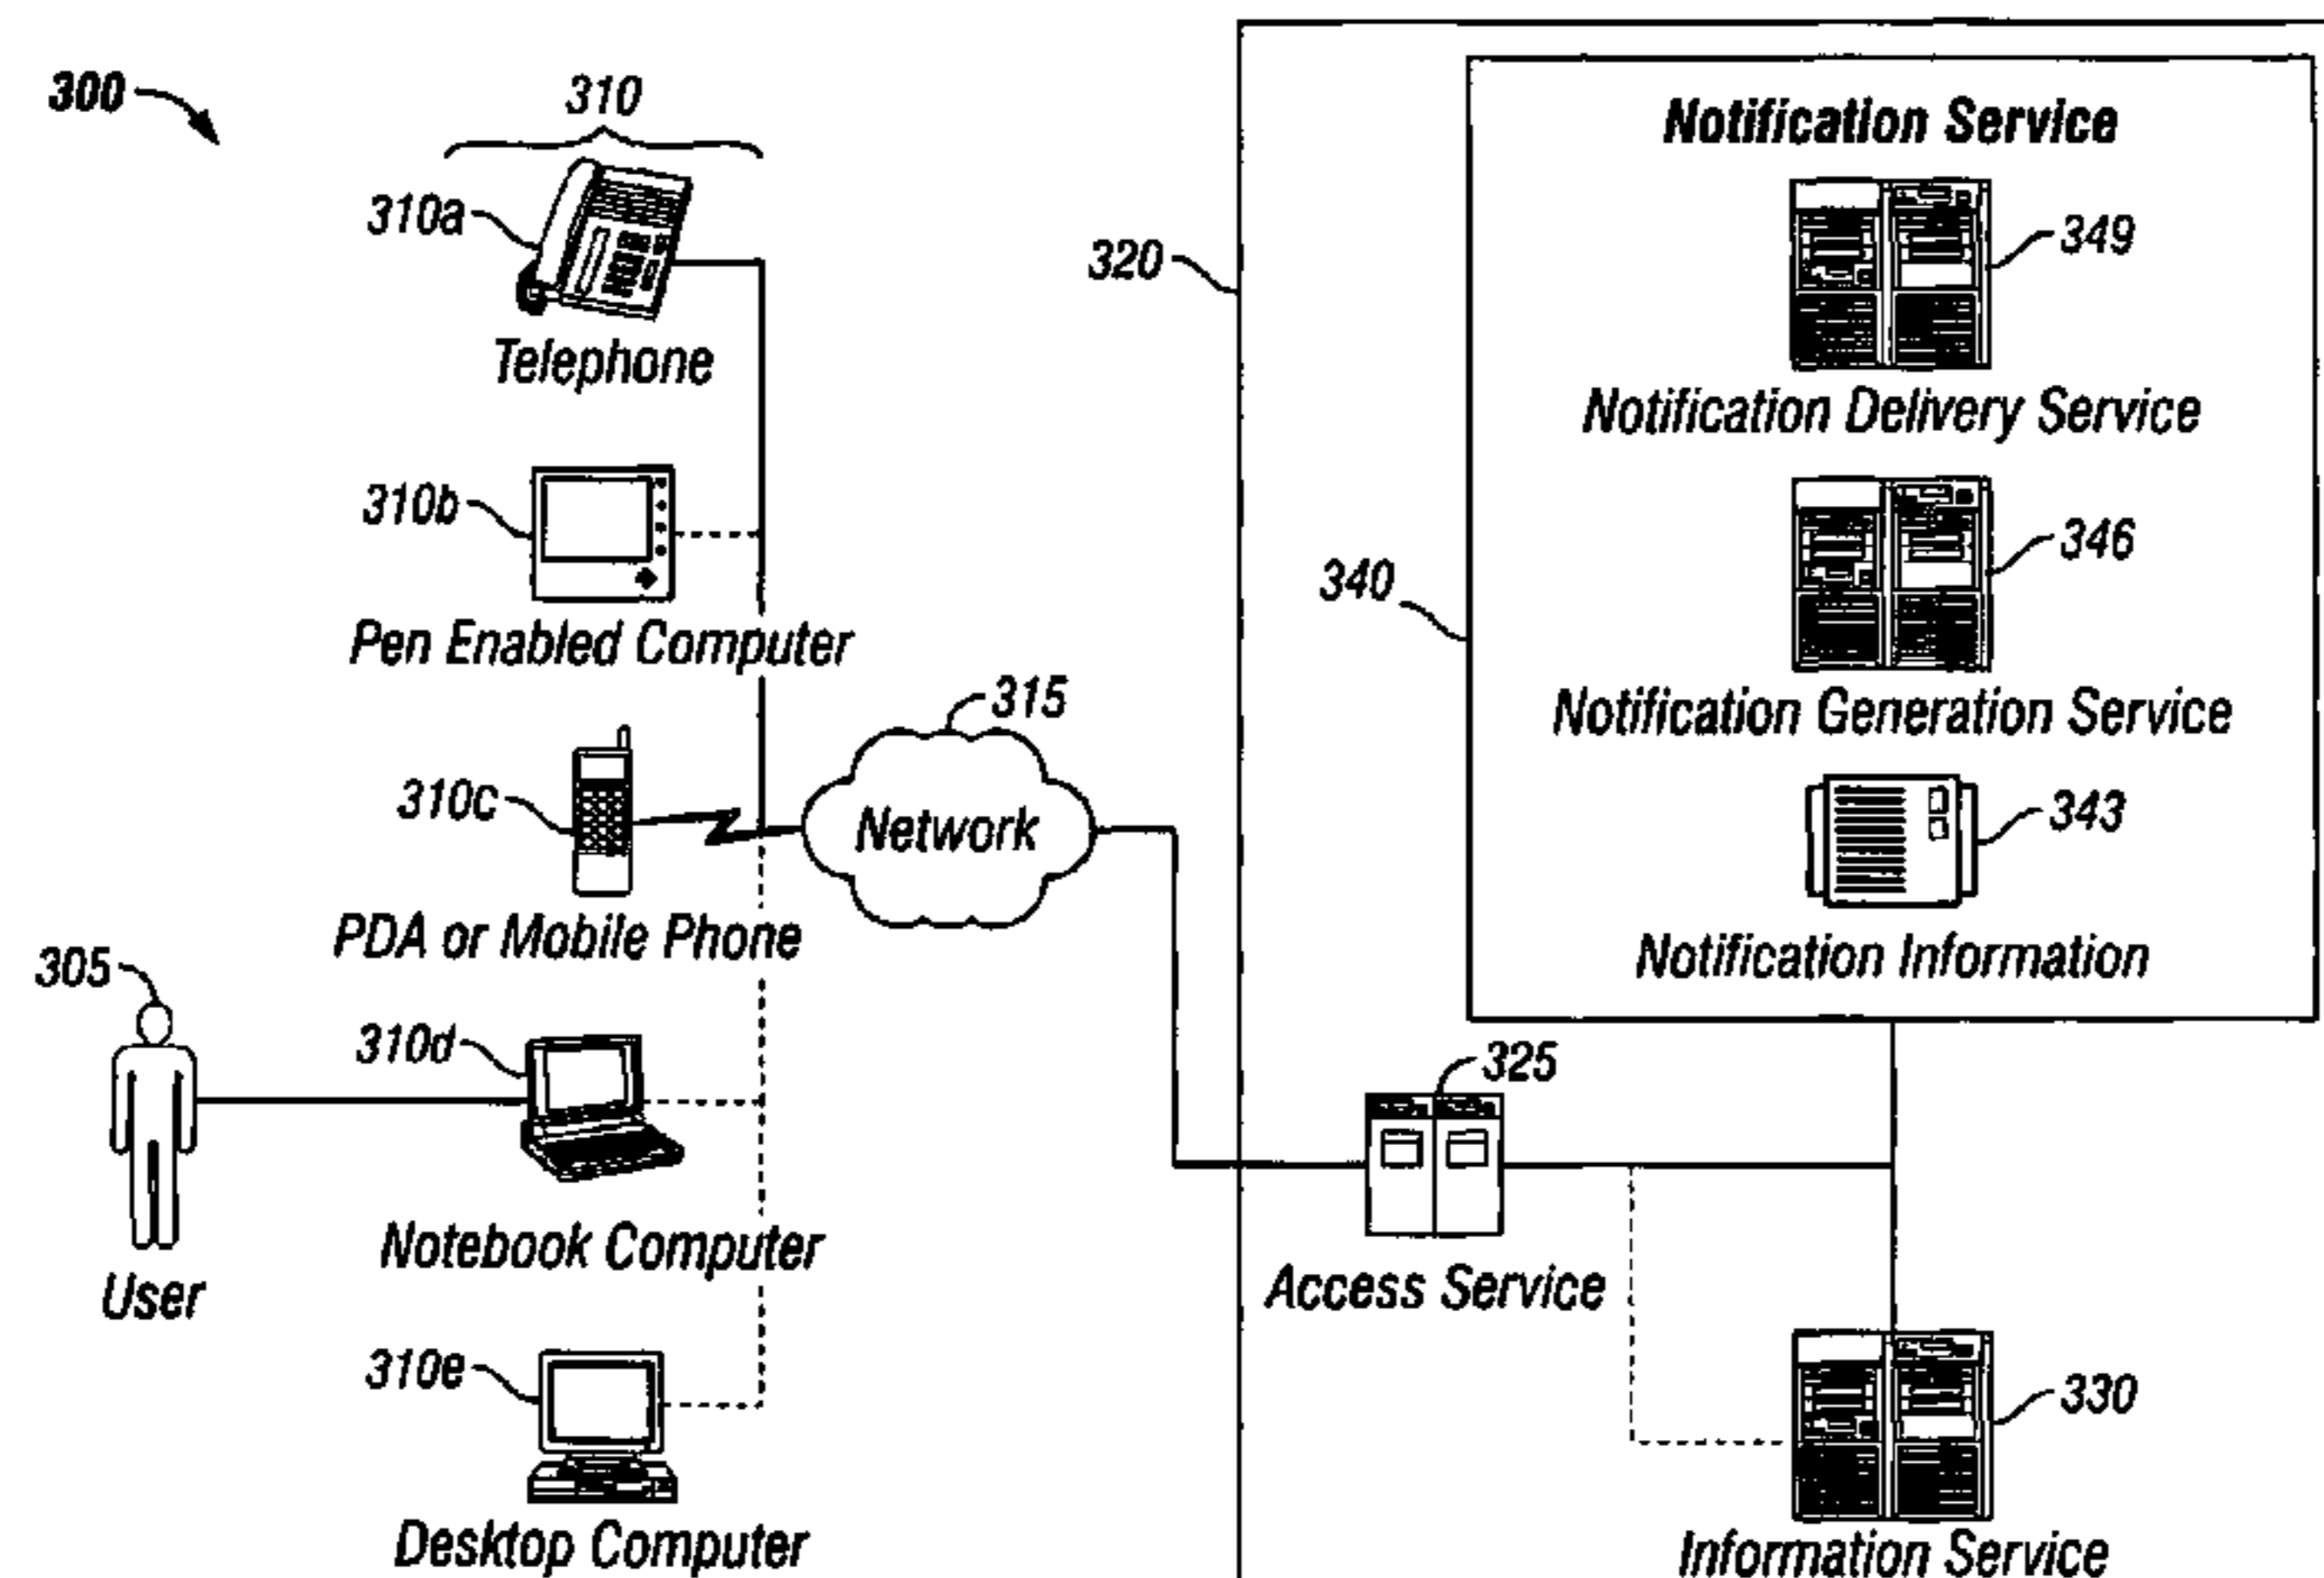 300
310
310a
Telephone
310b
Pen Enabled Computer
310c
PDA or Mobile Phone
305
User
310d
Notebook Computer
310e
Desktop Computer
315
Network
320
340
Notification Service
349
Notification Delivery Service
346
Notification Generation Service
343
Notification Information
325
Access Service
330
Information Service